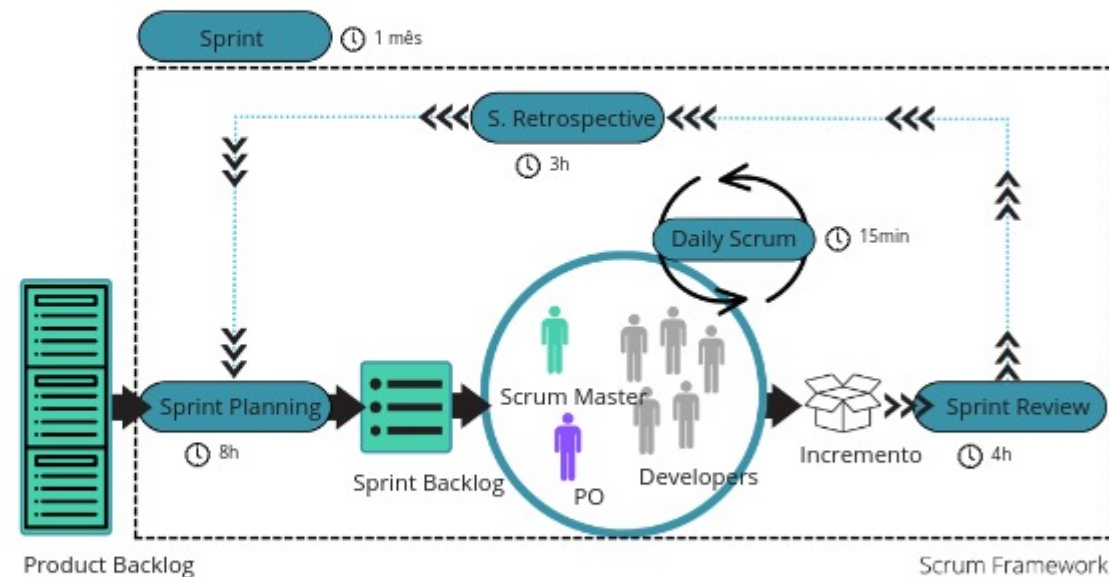 Sprint
1 mês
S. Retrospective
3h
Daily Scrum
15min
Scrum Master
Sprint Planning
Sprint Review
8h
Incremento
4h
Sprint Backlog
Developers
PO
Product Backlog
Scrum Framework